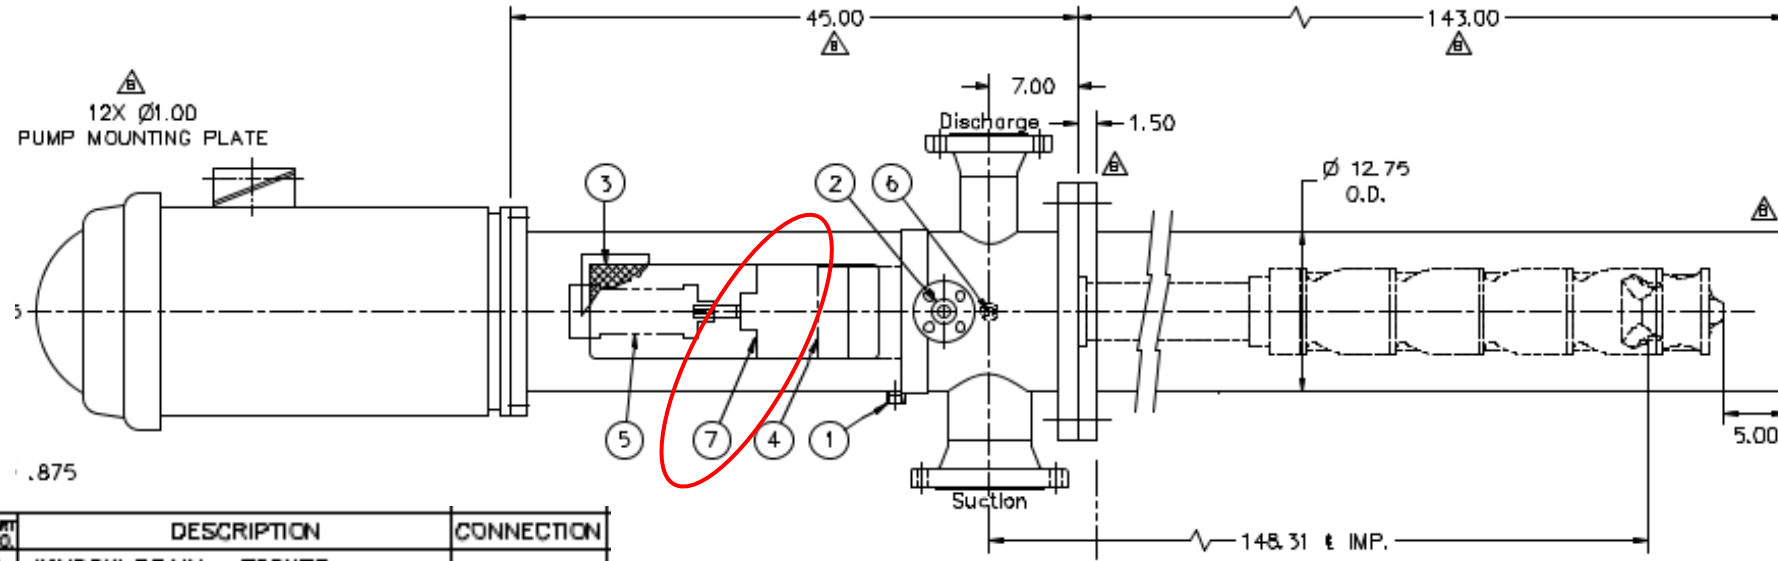 45.00
143.00
B
B
B
12X Ø1.00
PUMP MOUNTING PLATE
7.00
Discharge
1.50
B
3
2
6
Ø 12.75
O.D.
B
5
7
4
1
5.00
.875
Suction
148.31 ℄ IMP.
DESCRIPTION
CONNECTION